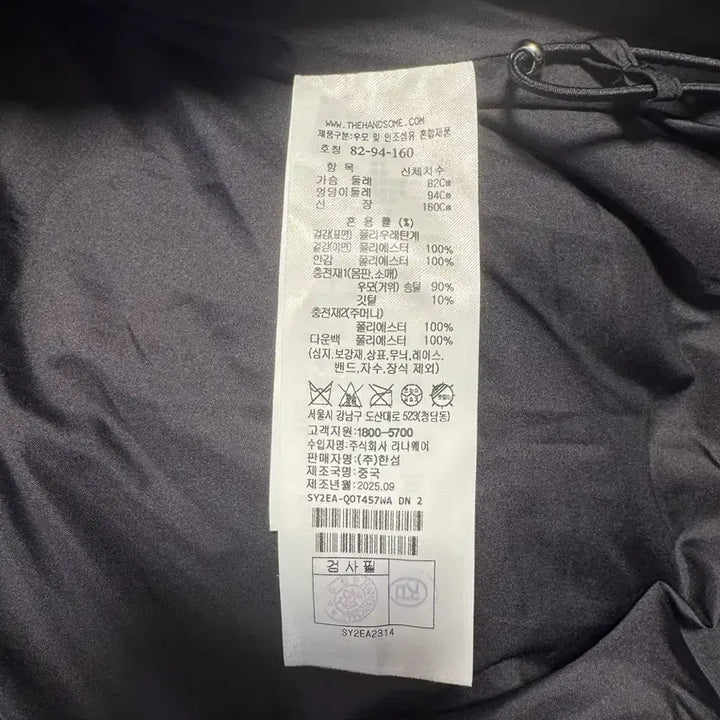 WWW.THEHANDSOME.COM
제품구분:우모 및 인조섬유 혼합제품
호칭 82-94-160
항 목 신체치수
가슴 둘레 82Cm
엉덩이둘레 94Cm
신 장 160Cm
혼 용 률 (%)
겉감(표면) 폴리우레탄계
겉감(이면) 폴리에스터 100%
안감 폴리에스터 100%
충전재1(몸판,소매)
우모(거위) 솜털 90%
깃털 10%
충전재2(주머니)
폴리에스터 100%
다운백 폴리에스터 100%
(심지,보강재,상표,무늬,레이스,
밴드,자수,장식 제외)
서울시 강남구 도산대로 523(청담동)
고객지원:1800-5700
수입자명:주식회사 리나웨어
판매자명:(주)한섬
제조국명:중국
제조년월:2025.09
SY2EA-QOT457WA DN 2
검 사 필
SY2EA2314